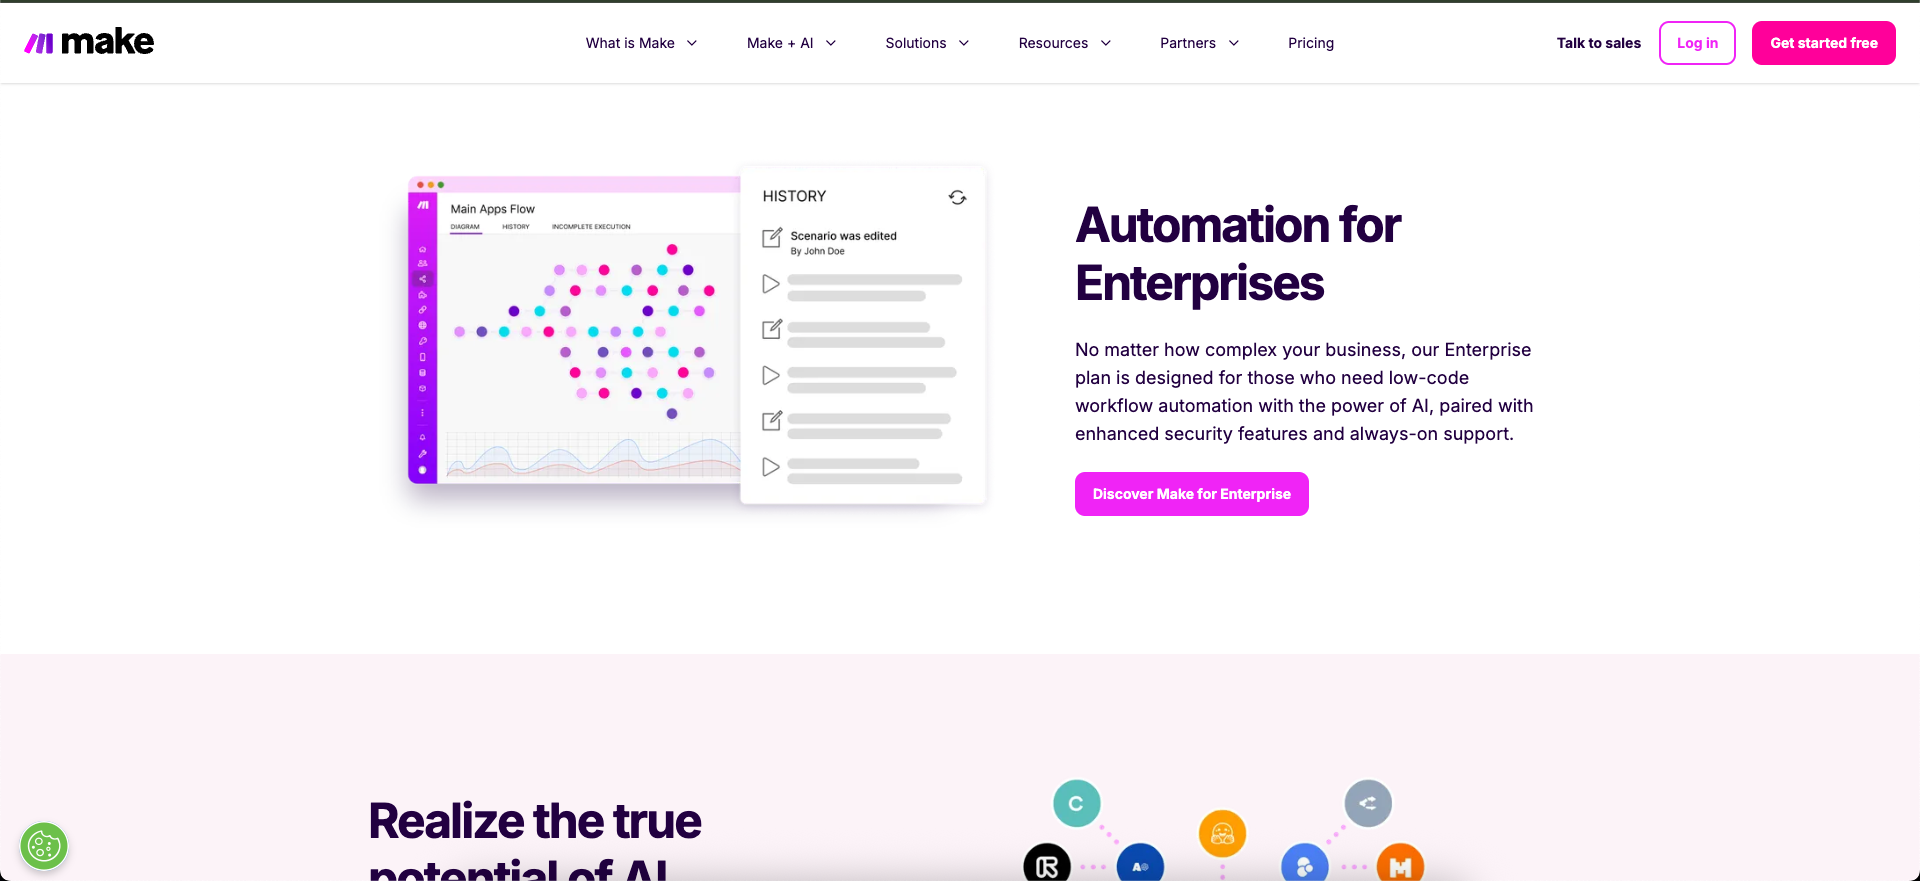 make
What is Make
Make + AI
Solutions
Resources
Partners
Pricing
Talk to sales
Log in
Get started free
Main Apps Flow
DIAGRAM
HISTORY
INCOMPLETE EXECUTION
HISTORY
Scenario was edited
By John Doe
Automation for
Enterprises
No matter how complex your business, our Enterprise
plan is designed for those who need low-code
workflow automation with the power of AI, paired with
enhanced security features and always-on support.
Discover Make for Enterprise
Realize the true
potential of AI
C